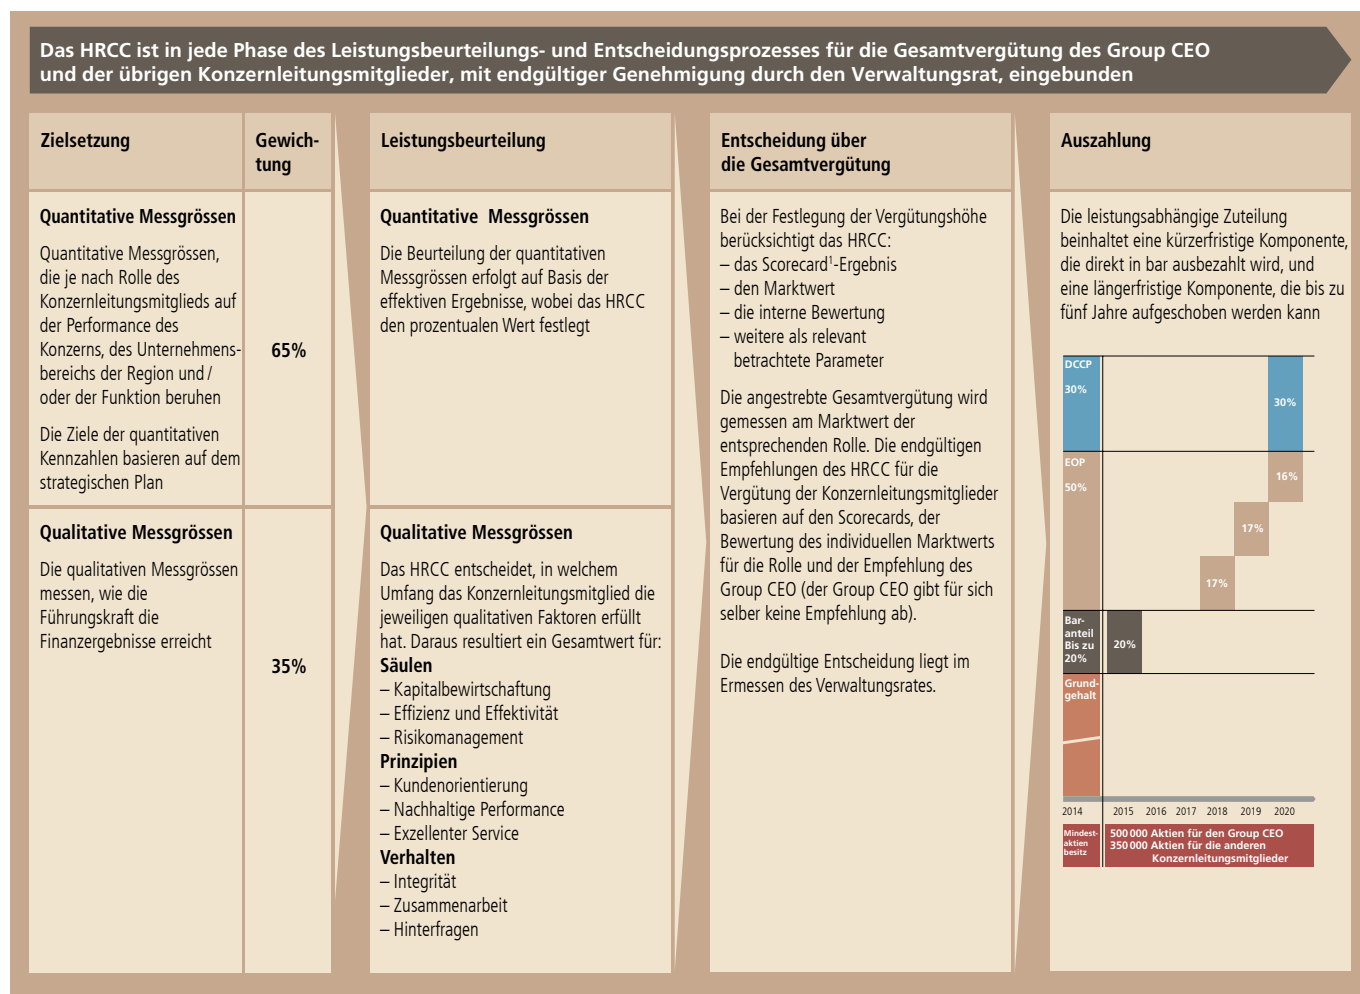 Das HRCC ist in jede Phase des Leistungsbeurteilungs- und Entscheidungsprozesses für die Gesamtvergütung des Group CEO
und der übrigen Konzernleitungsmitglieder, mit endgültiger Genehmigung durch den Verwaltungsrat, eingebunden
Zielsetzung
Gewich-
tung
Quantitative Messgrössen
Quantitative Messgrössen,
die je nach Rolle des
Konzernleitungsmitglieds auf
der Performance des
Konzerns, des Unternehmens-
bereichs der Region und /
oder der Funktion beruhen
Die Ziele der quantitativen
Kennzahlen basieren auf dem
strategischen Plan
65%
Qualitative Messgrössen
Die qualitativen Messgrössen
messen, wie die
Führungskraft die
Finanzergebnisse erreicht
35%
Leistungsbeurteilung
Quantitative Messgrössen
Die Beurteilung der quantitativen
Messgrössen erfolgt auf Basis der
effektiven Ergebnisse, wobei das HRCC
den prozentualen Wert festlegt
Qualitative Messgrössen
Das HRCC entscheidet, in welchem
Umfang das Konzernleitungsmitglied die
jeweiligen qualitativen Faktoren erfüllt
hat. Daraus resultiert ein Gesamtwert für:
Säulen
– Kapitalbewirtschaftung
– Effizienz und Effektivität
– Risikomanagement
Prinzipien
– Kundenorientierung
– Nachhaltige Performance
– Exzellenter Service
Verhalten
– Integrität
– Zusammenarbeit
– Hinterfragen
Entscheidung über
die Gesamtvergütung
Bei der Festlegung der Vergütungshöhe
berücksichtigt das HRCC:
– das Scorecard¹-Ergebnis
– den Marktwert
– die interne Bewertung
– weitere als relevant
betrachtete Parameter
Die angestrebte Gesamtvergütung wird
gemessen am Marktwert der
entsprechenden Rolle. Die endgültigen
Empfehlungen des HRCC für die
Vergütung der Konzernleitungsmitglieder
basieren auf den Scorecards, der
Bewertung des individuellen Marktwerts
für die Rolle und der Empfehlung des
Group CEO (der Group CEO gibt für sich
selber keine Empfehlung ab).
Die endgültige Entscheidung liegt im
Ermessen des Verwaltungsrates.
Auszahlung
Die leistungsabhängige Zuteilung
beinhaltet eine kürzerfristige Komponente,
die direkt in bar ausbezahlt wird, und
eine längerfristige Komponente, die bis zu
fünf Jahre aufgeschoben werden kann
DCCP
30%
30%
EOP
50%
16%
17%
17%
Bar-
anteil
Bis zu
20%
20%
Grund-
gehalt
2014 2015 2016 2017 2018 2019 2020
Mindest-
aktien
besitz
500 000 Aktien für den Group CEO
350 000 Aktien für die anderen
Konzernleitungsmitglieder